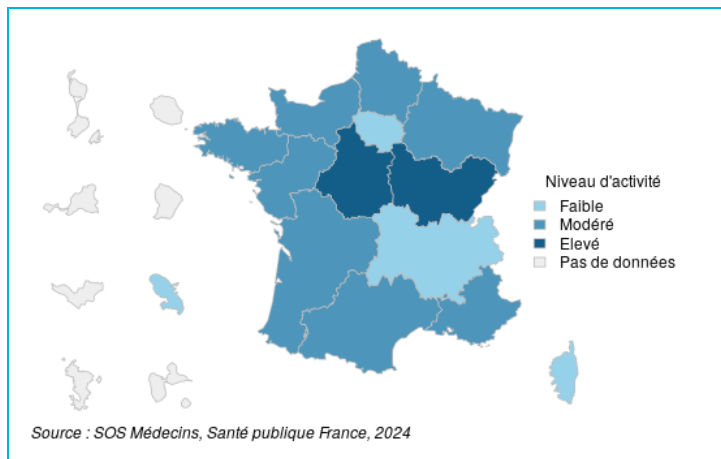 Niveau d'activité
Faible
Modéré
Elevé
Pas de données
Source : SOS Médecins, Santé publique France, 2024